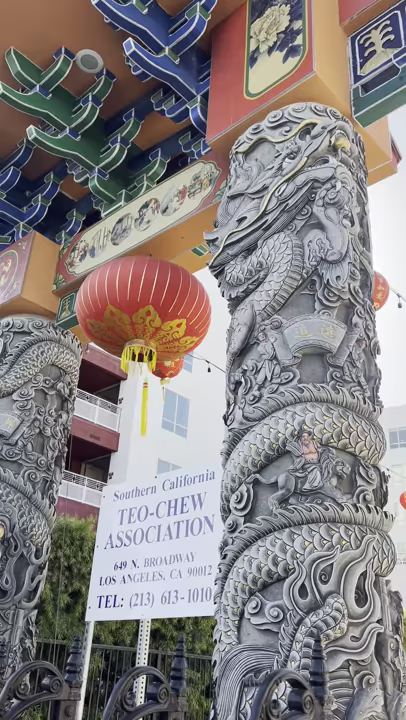 Southern California
TEO-CHEW
ASSOCIATION
649 N. BROADWAY
LOS ANGELES, CA 90012
TEL: (213) 613-1010